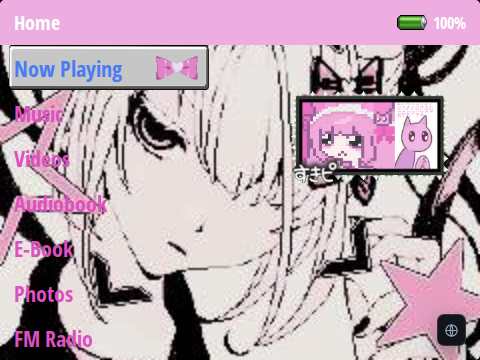 Home
100%
Now Playing
Music
Videos
Audiobook
E-Book
Photos
FM Radio
すきピ